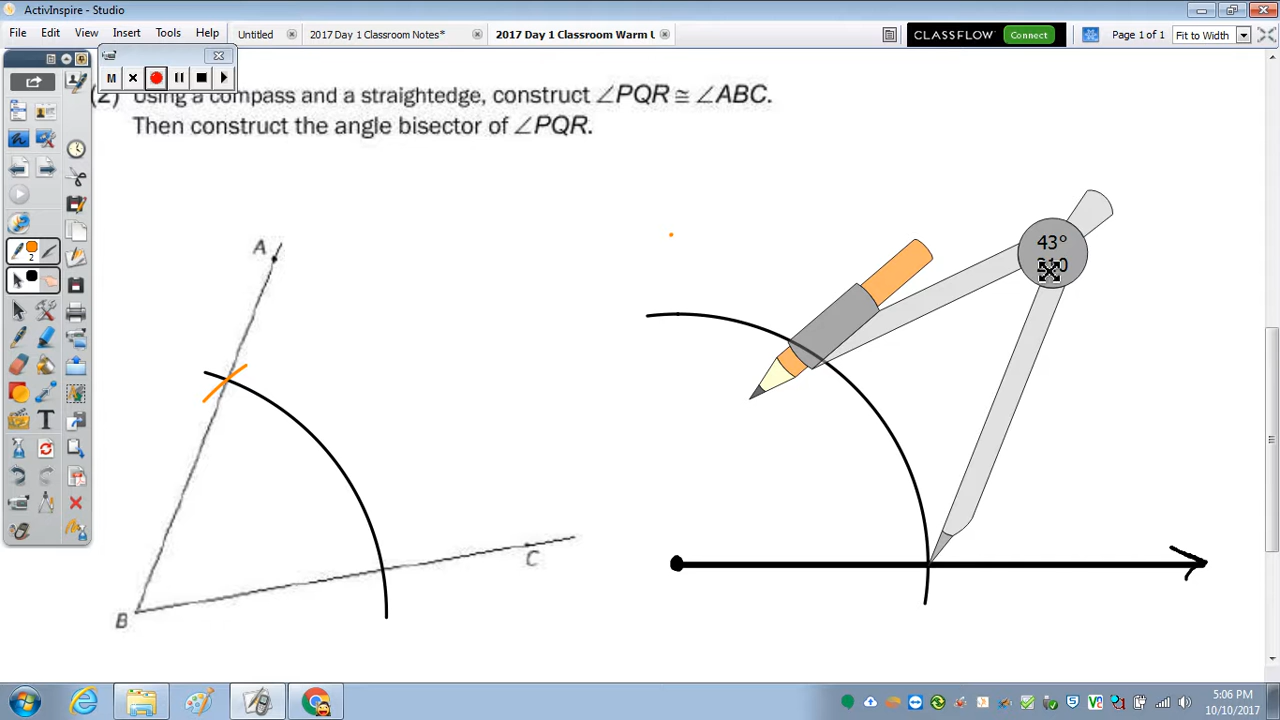 ActivInspire - Studio
File Edit View Insert Tools Help
Untitled
2017 Day 1 Classroom Notes*
2017 Day 1 Classroom Warm U
CLASSFLOW Connect
Page 1 of 1
Fit to Width
M
(2) Using a compass and a straightedge, construct ∠PQR ≅ ∠ABC.
Then construct the angle bisector of ∠PQR.
2
T
A
B
C
43°
5:06 PM
10/10/2017